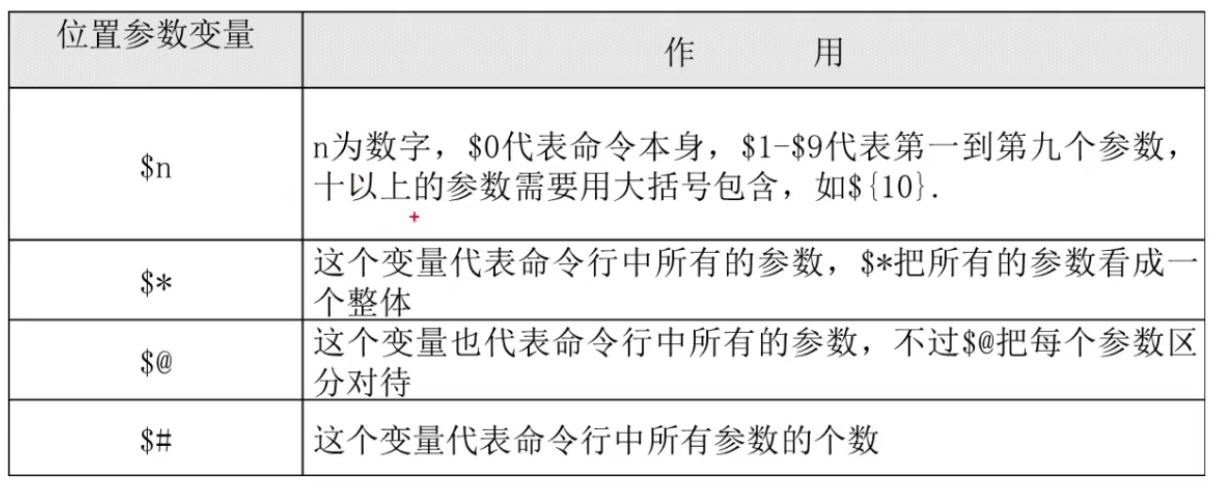 位置参数变量
作 用
$n
n为数字，$0代表命令本身，$1-$9代表第一到第九个参数，
十以上的参数需要用大括号包含，如${10}.
$*
这个变量代表命令行中所有的参数，$*把所有的参数看成一
个整体
$@
这个变量也代表命令行中所有的参数，不过$@把每个参数区
分对待
$#
这个变量代表命令行中所有参数的个数